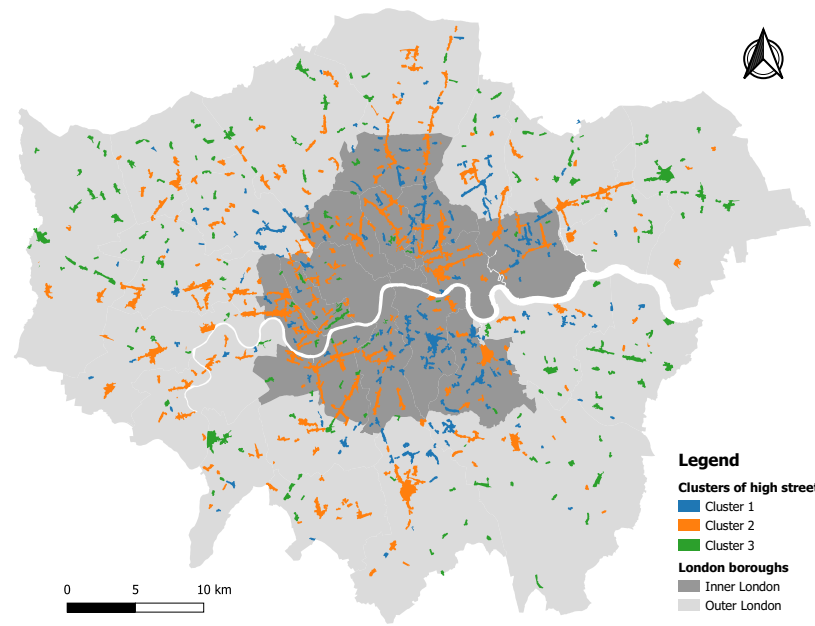 Legend
Clusters of high street
Cluster 1
Cluster 2
Cluster 3
London boroughs
Inner London
Outer London
0 5 10 km